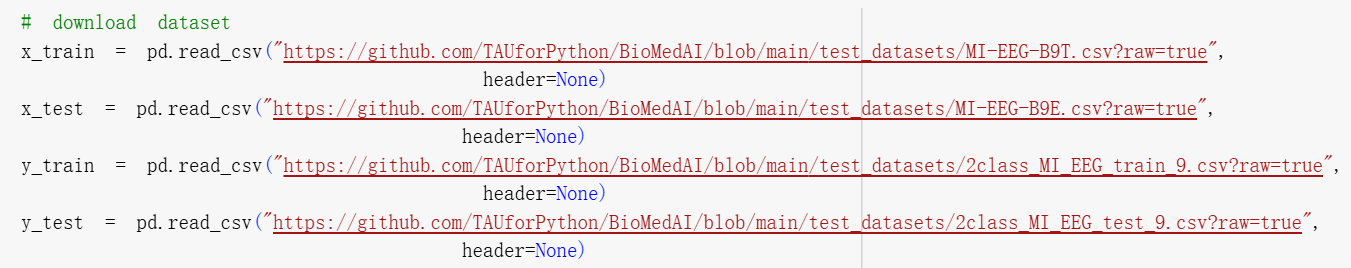 # download dataset
x_train = pd.read_csv("https://github.com/TAUforPython/BioMedAI/blob/main/test_datasets/MI-EEG-B9T.csv?raw=true",
header=None)
x_test = pd.read_csv("https://github.com/TAUforPython/BioMedAI/blob/main/test_datasets/MI-EEG-B9E.csv?raw=true",
header=None)
y_train = pd.read_csv("https://github.com/TAUforPython/BioMedAI/blob/main/test_datasets/2class_MI_EEG_train_9.csv?raw=true",
header=None)
y_test = pd.read_csv("https://github.com/TAUforPython/BioMedAI/blob/main/test_datasets/2class_MI_EEG_test_9.csv?raw=true",
header=None)